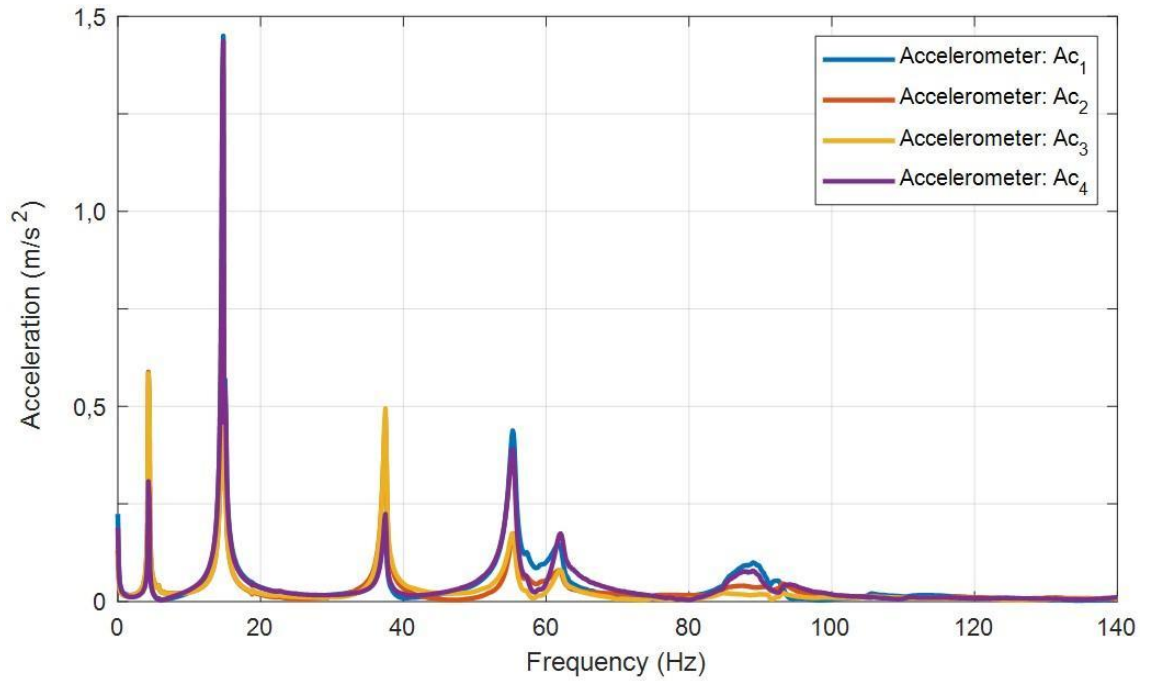 1,5
1,0
0,5
0
Acceleration (m/s²)
0 20 40 60 80 100 120 140
Frequency (Hz)
Accelerometer: Ac₁
Accelerometer: Ac₂
Accelerometer: Ac₃
Accelerometer: Ac₄